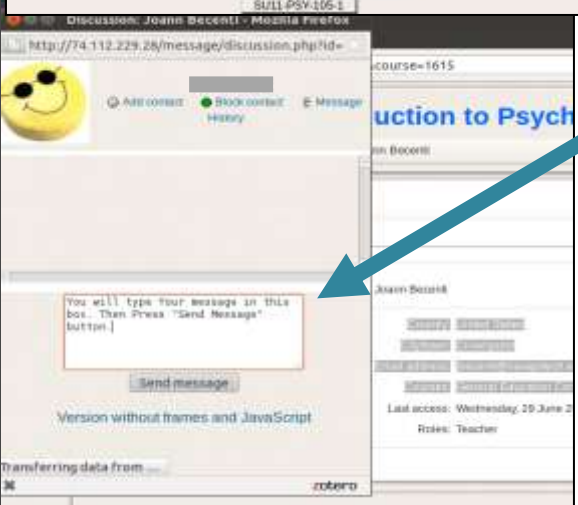 SU11-PSY-105-1
Discussion: Joann Becenti - Mozilla Firefox
http://74.112.229.28/message/discussion.php?id=
course=1615
Add contact Block contact Message
History
uction to Psych
Joann Becenti
You will type Your message in this
box. Then Press "Send Message"
button.
Send message
Version without frames and JavaScript
Last access: Wednesday, 29 June 2
Roles: Teacher
Transferring data from ...
zotero